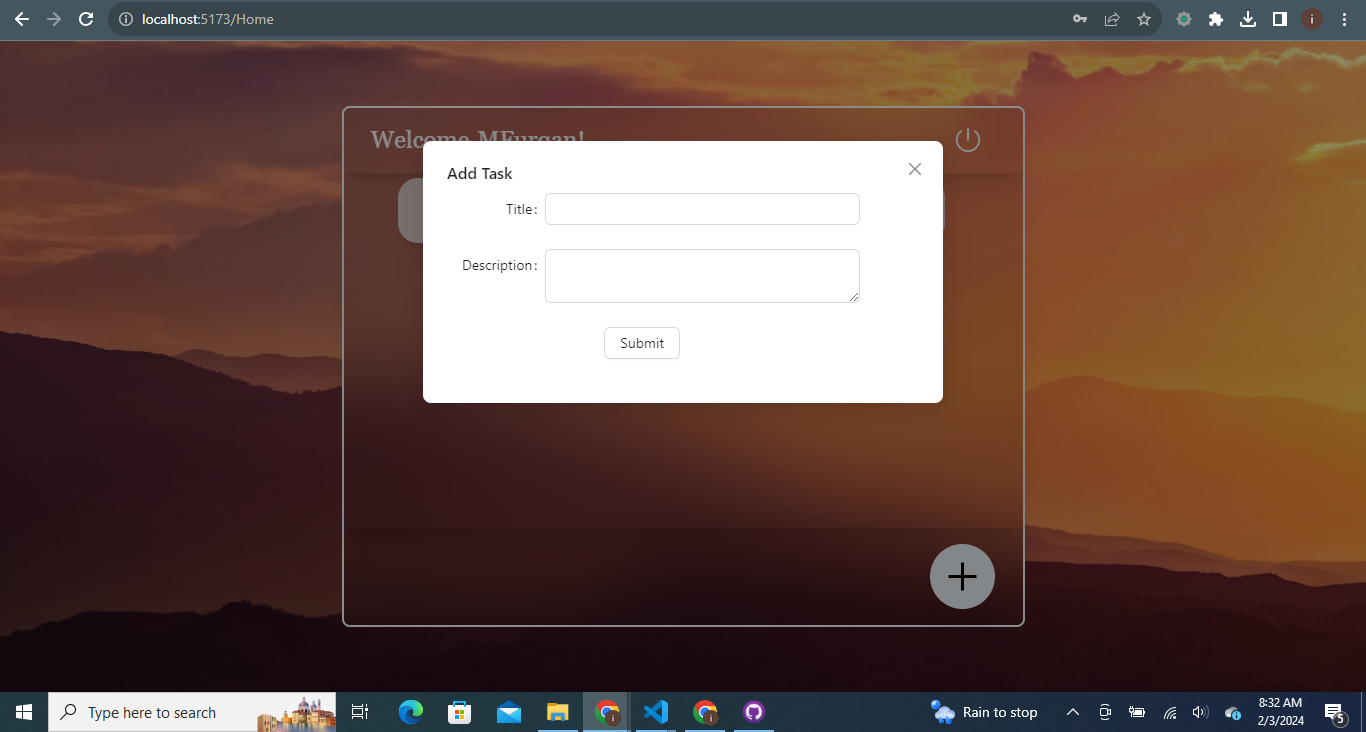 localhost:5173/Home
i
Welcome MFurqan!
Add Task
Title:
Description:
Submit
Type here to search
Rain to stop
8:32 AM
2/3/2024
5